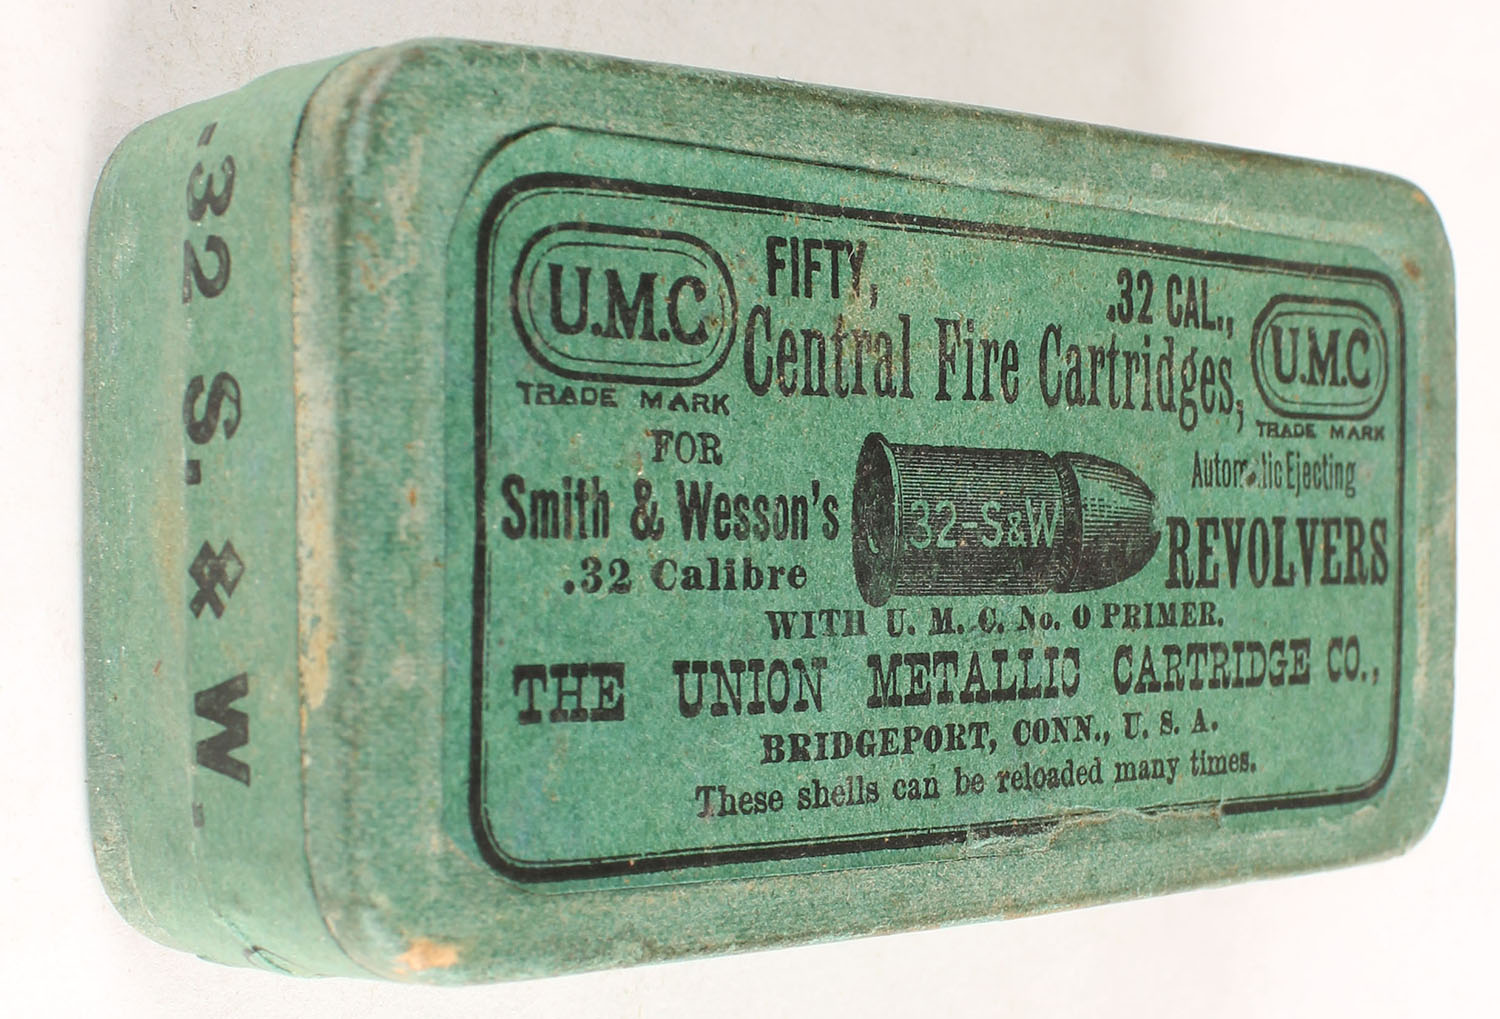 .32 S. & W.
U.M.C
TRADE MARK
FIFTY,
.32 CAL.,
Central Fire Cartridges,
U.M.C
TRADE MARK
FOR
Smith & Wesson's
.32 Calibre
32-S&W
Automatic Ejecting
REVOLVERS
WITH U. M. C. No. 0 PRIMER.
THE UNION METALLIC CARTRIDGE CO.,
BRIDGEPORT, CONN., U. S. A.
These shells can be reloaded many times.